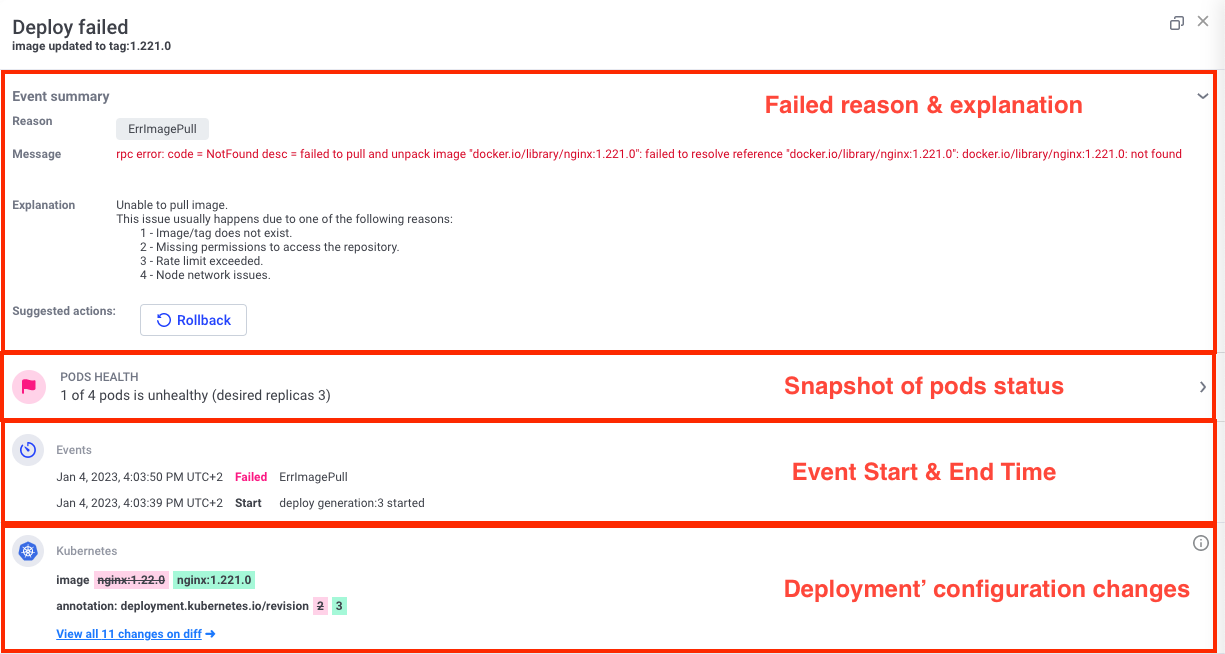 Deploy failed
image updated to tag:1.221.0
Event summary
Failed reason & explanation
Reason
ErrImagePull
Message
rpc error: code = NotFound desc = failed to pull and unpack image "docker.io/library/nginx:1.221.0": failed to resolve reference "docker.io/library/nginx:1.221.0": docker.io/library/nginx:1.221.0: not found
Explanation
Unable to pull image.
This issue usually happens due to one of the following reasons:
1 - Image/tag does not exist.
2 - Missing permissions to access the repository.
3 - Rate limit exceeded.
4 - Node network issues.
Suggested actions:
Rollback
PODS HEALTH
1 of 4 pods is unhealthy (desired replicas 3)
Snapshot of pods status
Events
Jan 4, 2023, 4:03:50 PM UTC+2 Failed ErrImagePull
Event Start & End Time
Jan 4, 2023, 4:03:39 PM UTC+2 Start deploy generation:3 started
Kubernetes
image nginx:1.22.0 nginx:1.221.0
Deployment’ configuration changes
annotation: deployment.kubernetes.io/revision 2 3
View all 11 changes on diff →